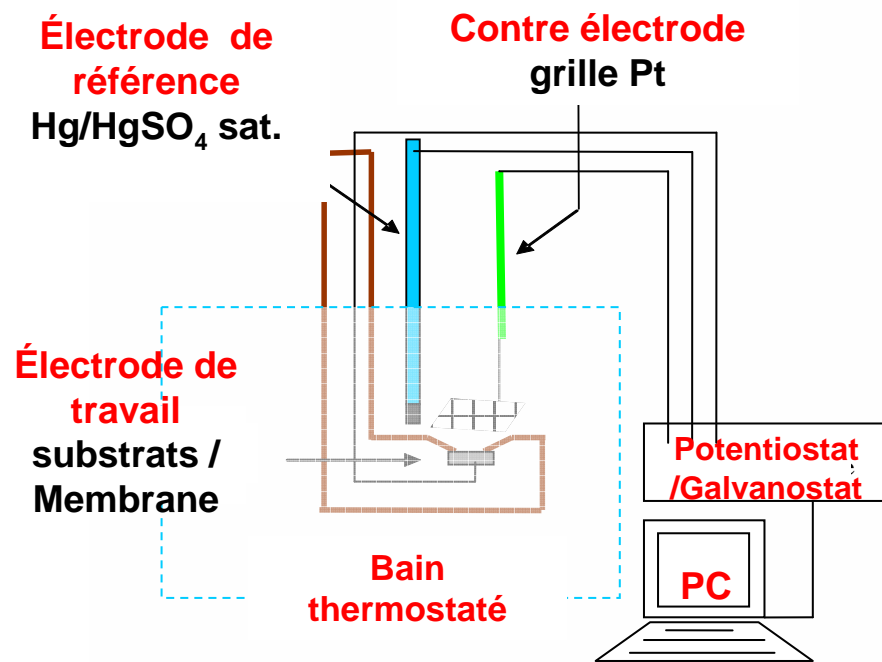 Électrode de
référence
Hg/HgSO₄ sat.
Contre électrode
grille Pt
Électrode de
travail
substrats /
Membrane
Potentiostat
/Galvanostat
Bain
thermostaté
PC